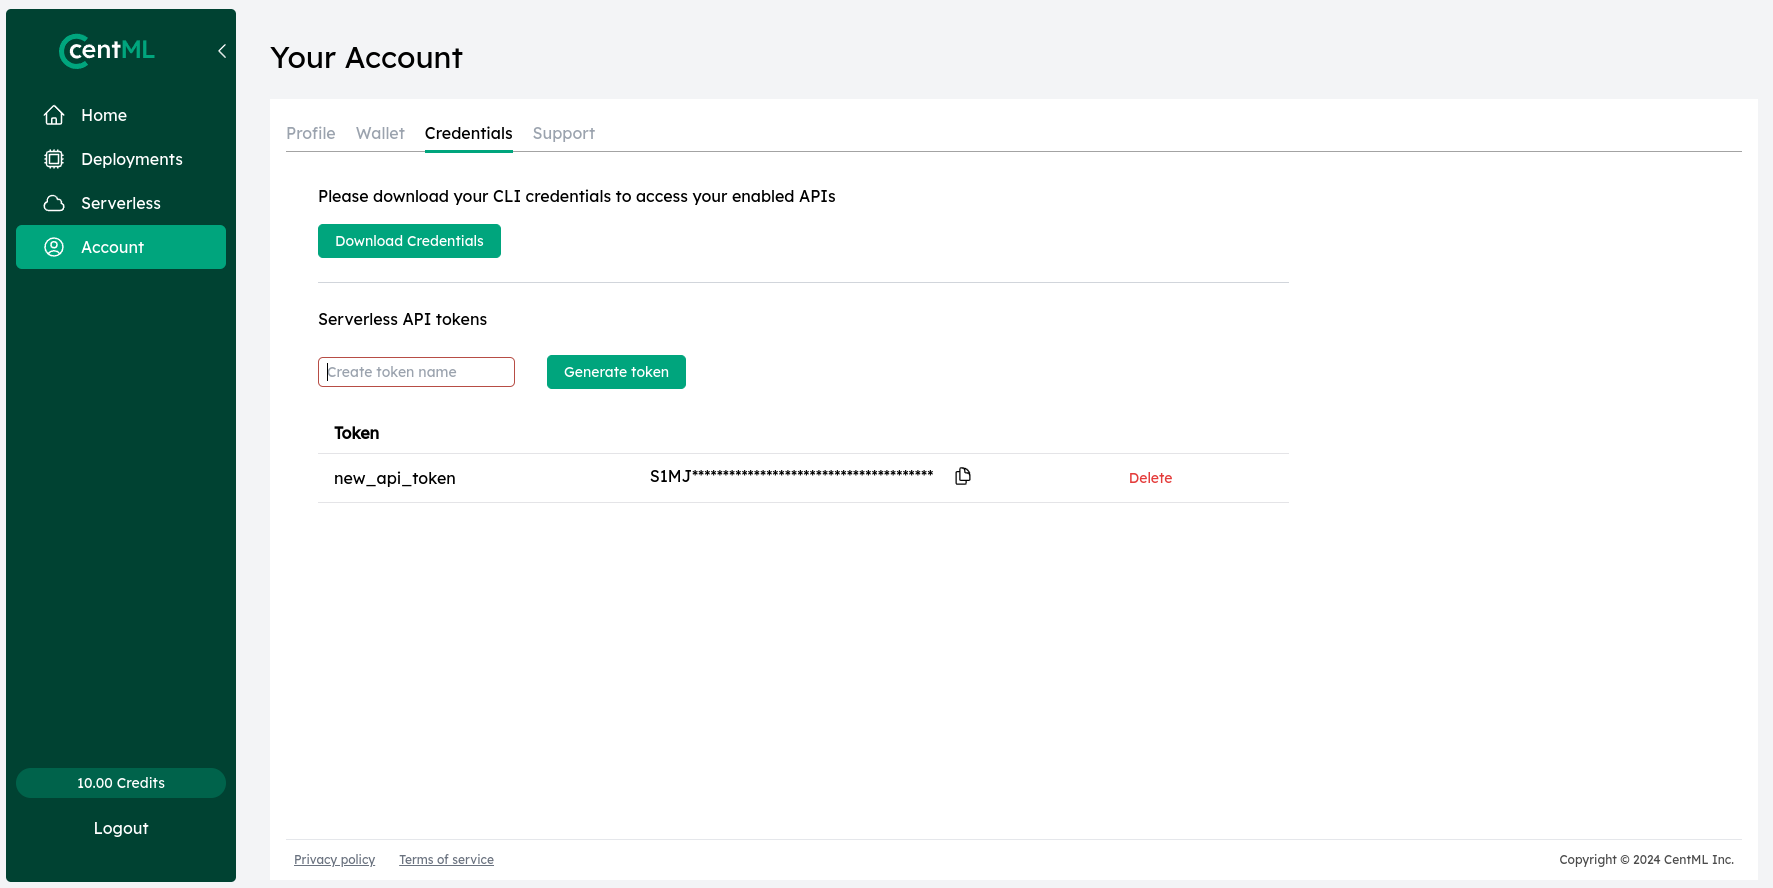 centML
Home
Deployments
Serverless
Account
10.00 Credits
Logout
Your Account
Profile Wallet Credentials Support
Please download your CLI credentials to access your enabled APIs
Download Credentials
Serverless API tokens
Create token name Generate token
Token
new_api_token S1MJ*************************************** Delete
Privacy policy Terms of service Copyright © 2024 CentML Inc.